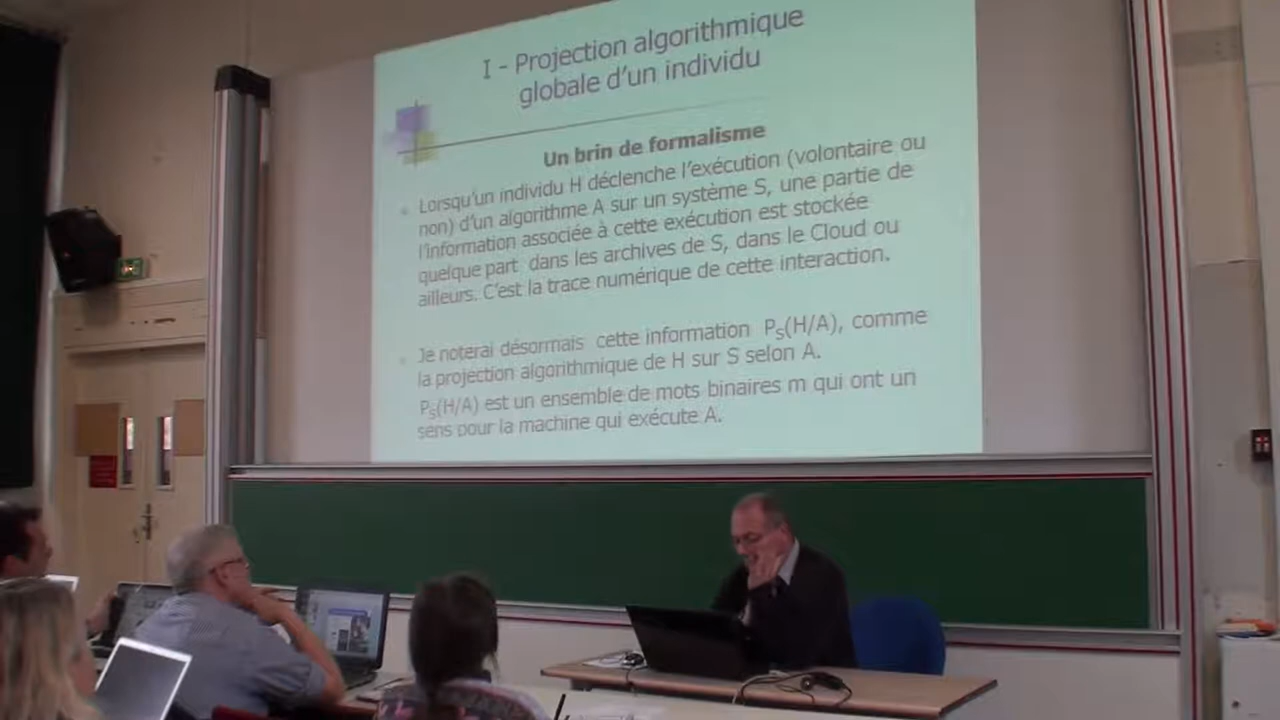 I - Projection algorithmique
globale d'un individu
Un brin de formalisme
Lorsqu'un individu H déclenche l'exécution (volontaire ou
non) d'un algorithme A sur un système S, une partie de
l'information associée à cette exécution est stockée
quelque part dans les archives de S, dans le Cloud ou
ailleurs. C'est la trace numérique de cette interaction.
Je noterai désormais cette information PS(H/A), comme
la projection algorithmique de H sur S selon A.
PS(H/A) est un ensemble de mots binaires m qui ont un
sens pour la machine qui exécute A.